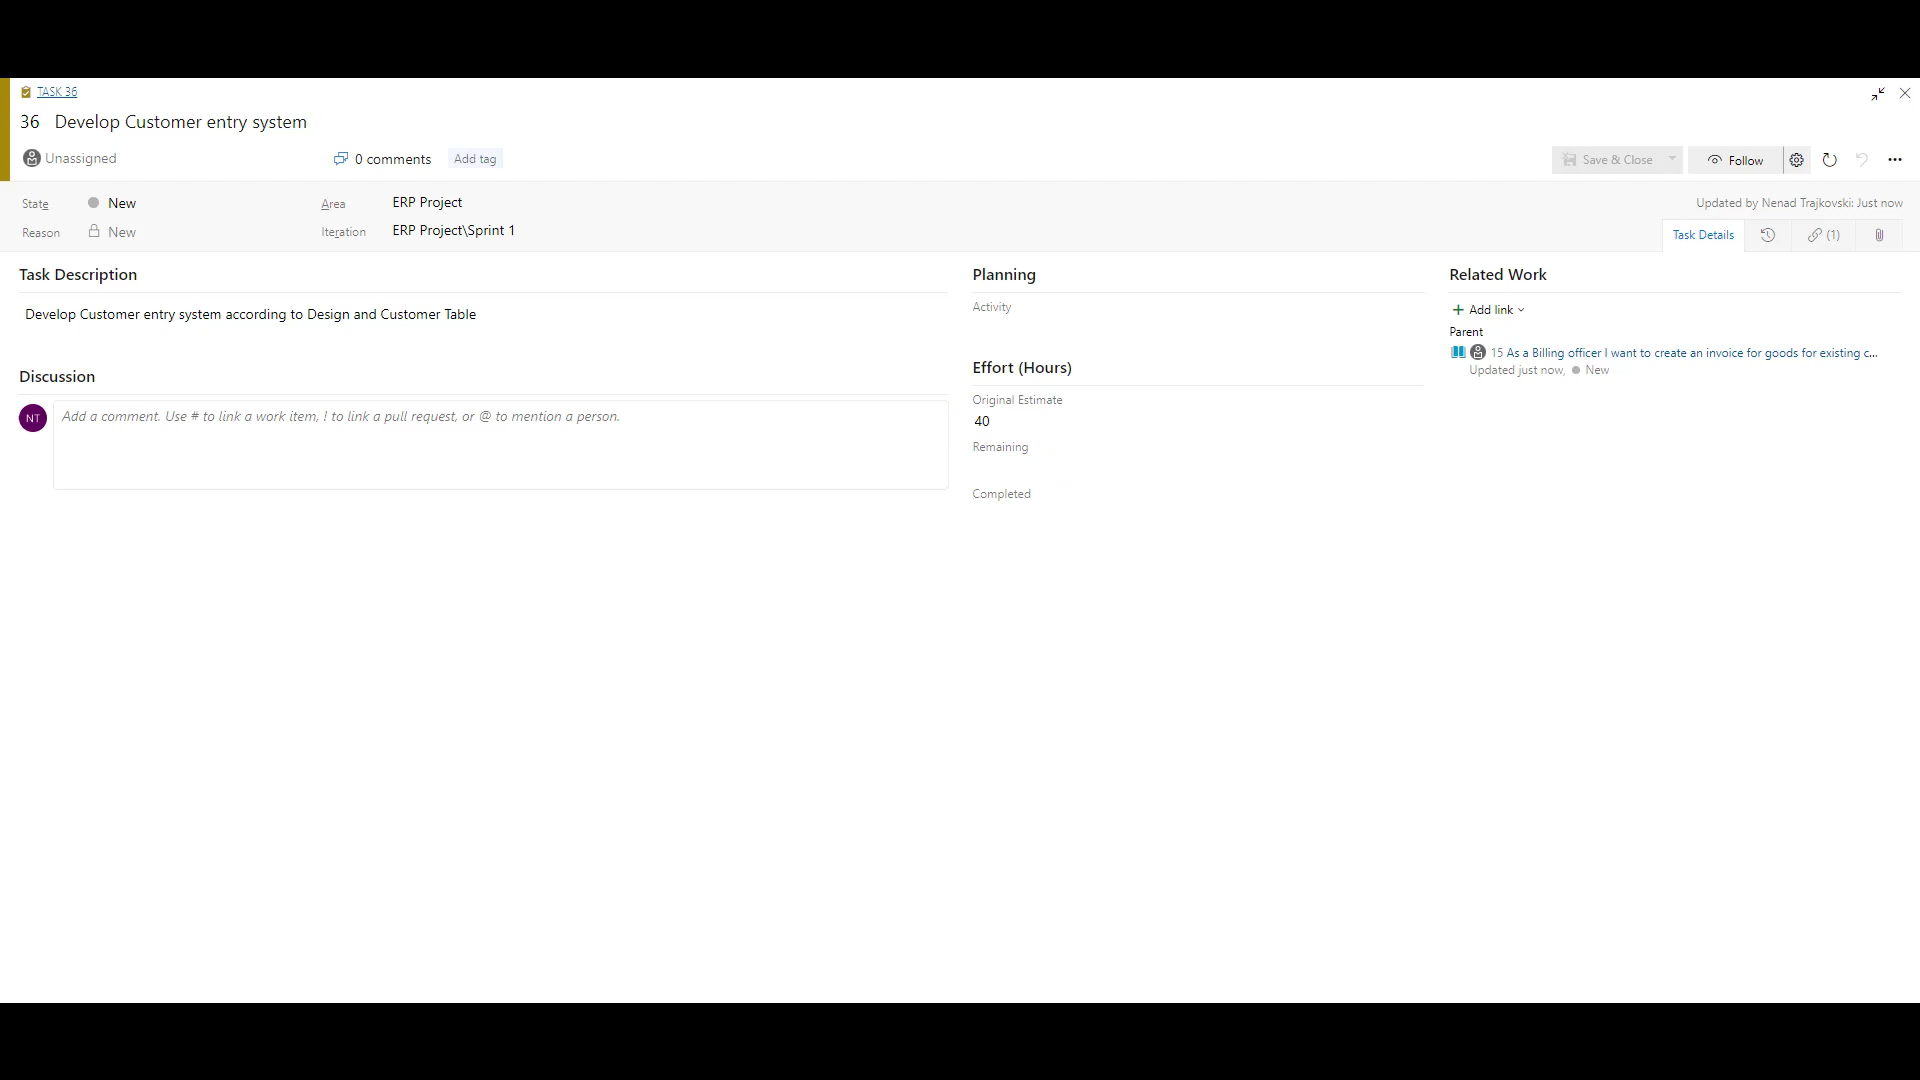 TASK 36
36 Develop Customer entry system
Unassigned
0 comments
Add tag
Save & Close
Follow
State
New
Area
ERP Project
Updated by Nenad Trajkovski: Just now
Reason
New
Iteration
ERP Project\Sprint 1
Task Details
(1)
Task Description
Develop Customer entry system according to Design and Customer Table
Discussion
NT
Add a comment. Use # to link a work item, ! to link a pull request, or @ to mention a person.
Planning
Activity
Effort (Hours)
Original Estimate
40
Remaining
Completed
Related Work
Add link
Parent
15 As a Billing officer I want to create an invoice for goods for existing c...
Updated just now, New